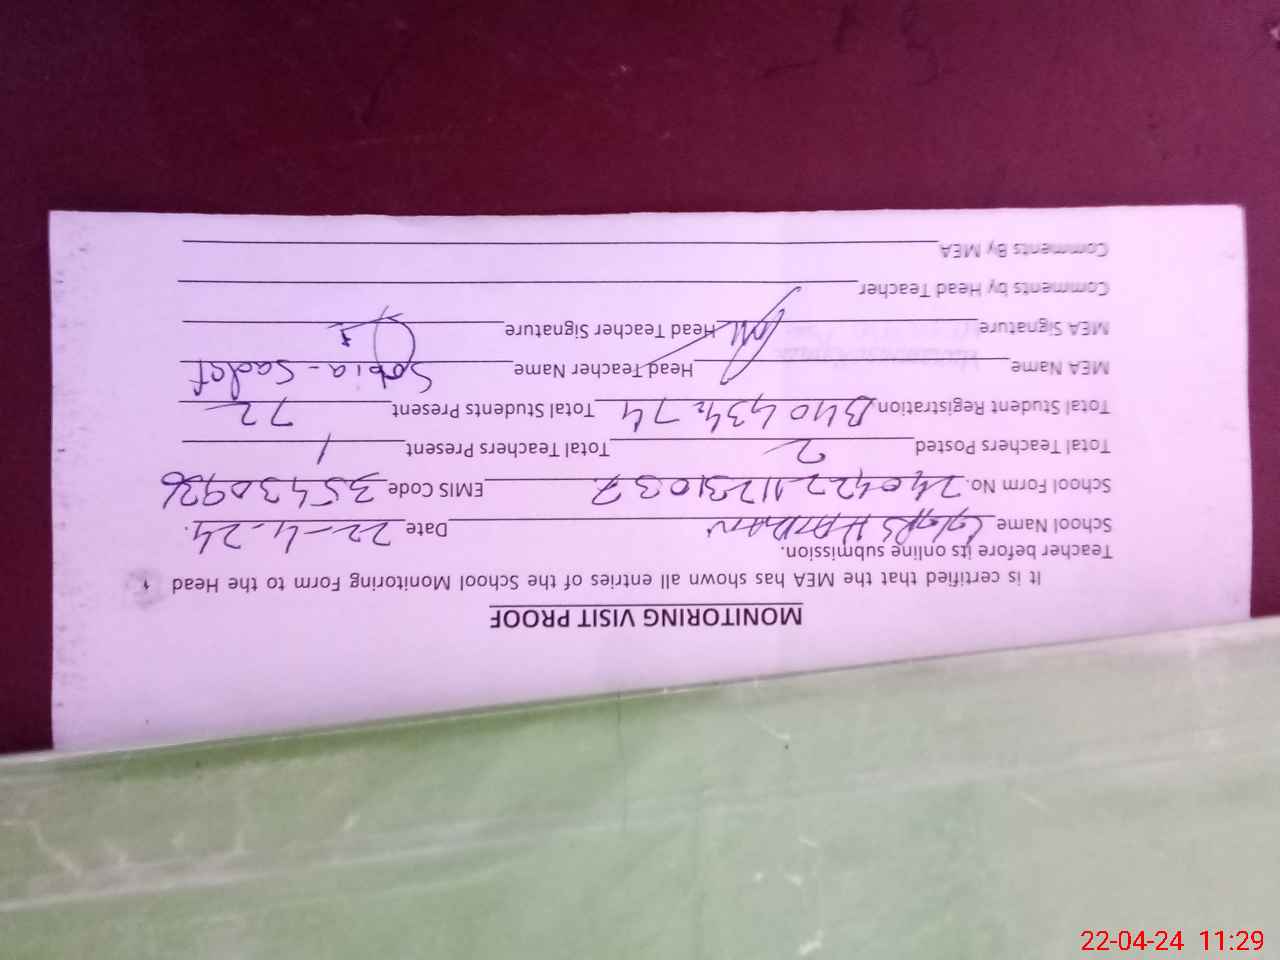 MONITORING VISIT PROOF
It is certified that the MEA has shown all entries of the School Monitoring Form to the Head
Teacher before its online submission.
School Name Date 22-4-24.
School Form No. EMIS Code 35430936
Total Teachers Posted 2 Total Teachers Present 1
Total Student Registration 74 Total Students Present 72
MEA Name Head Teacher Name Sobia - Sadef
MEA Signature Head Teacher Signature
Comments by Head Teacher
Comments By MEA
22-04-24 11:29